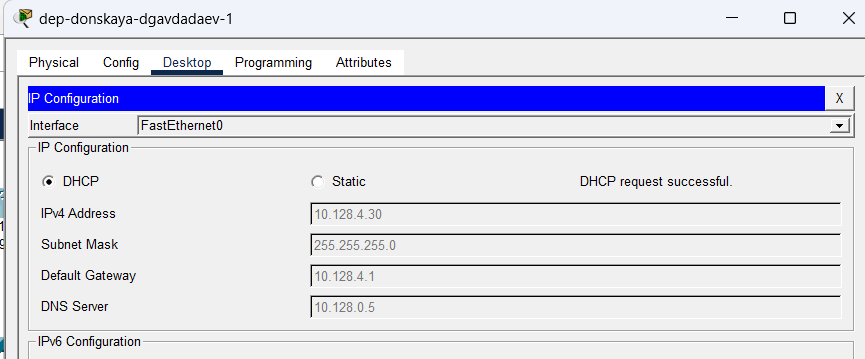 dep-donskaya-dgavdadaev-1
Physical Config Desktop Programming Attributes
IP Configuration X
Interface FastEthernet0
IP Configuration
DHCP Static DHCP request successful.
IPv4 Address 10.128.4.30
Subnet Mask 255.255.255.0
Default Gateway 10.128.4.1
DNS Server 10.128.0.5
IPv6 Configuration